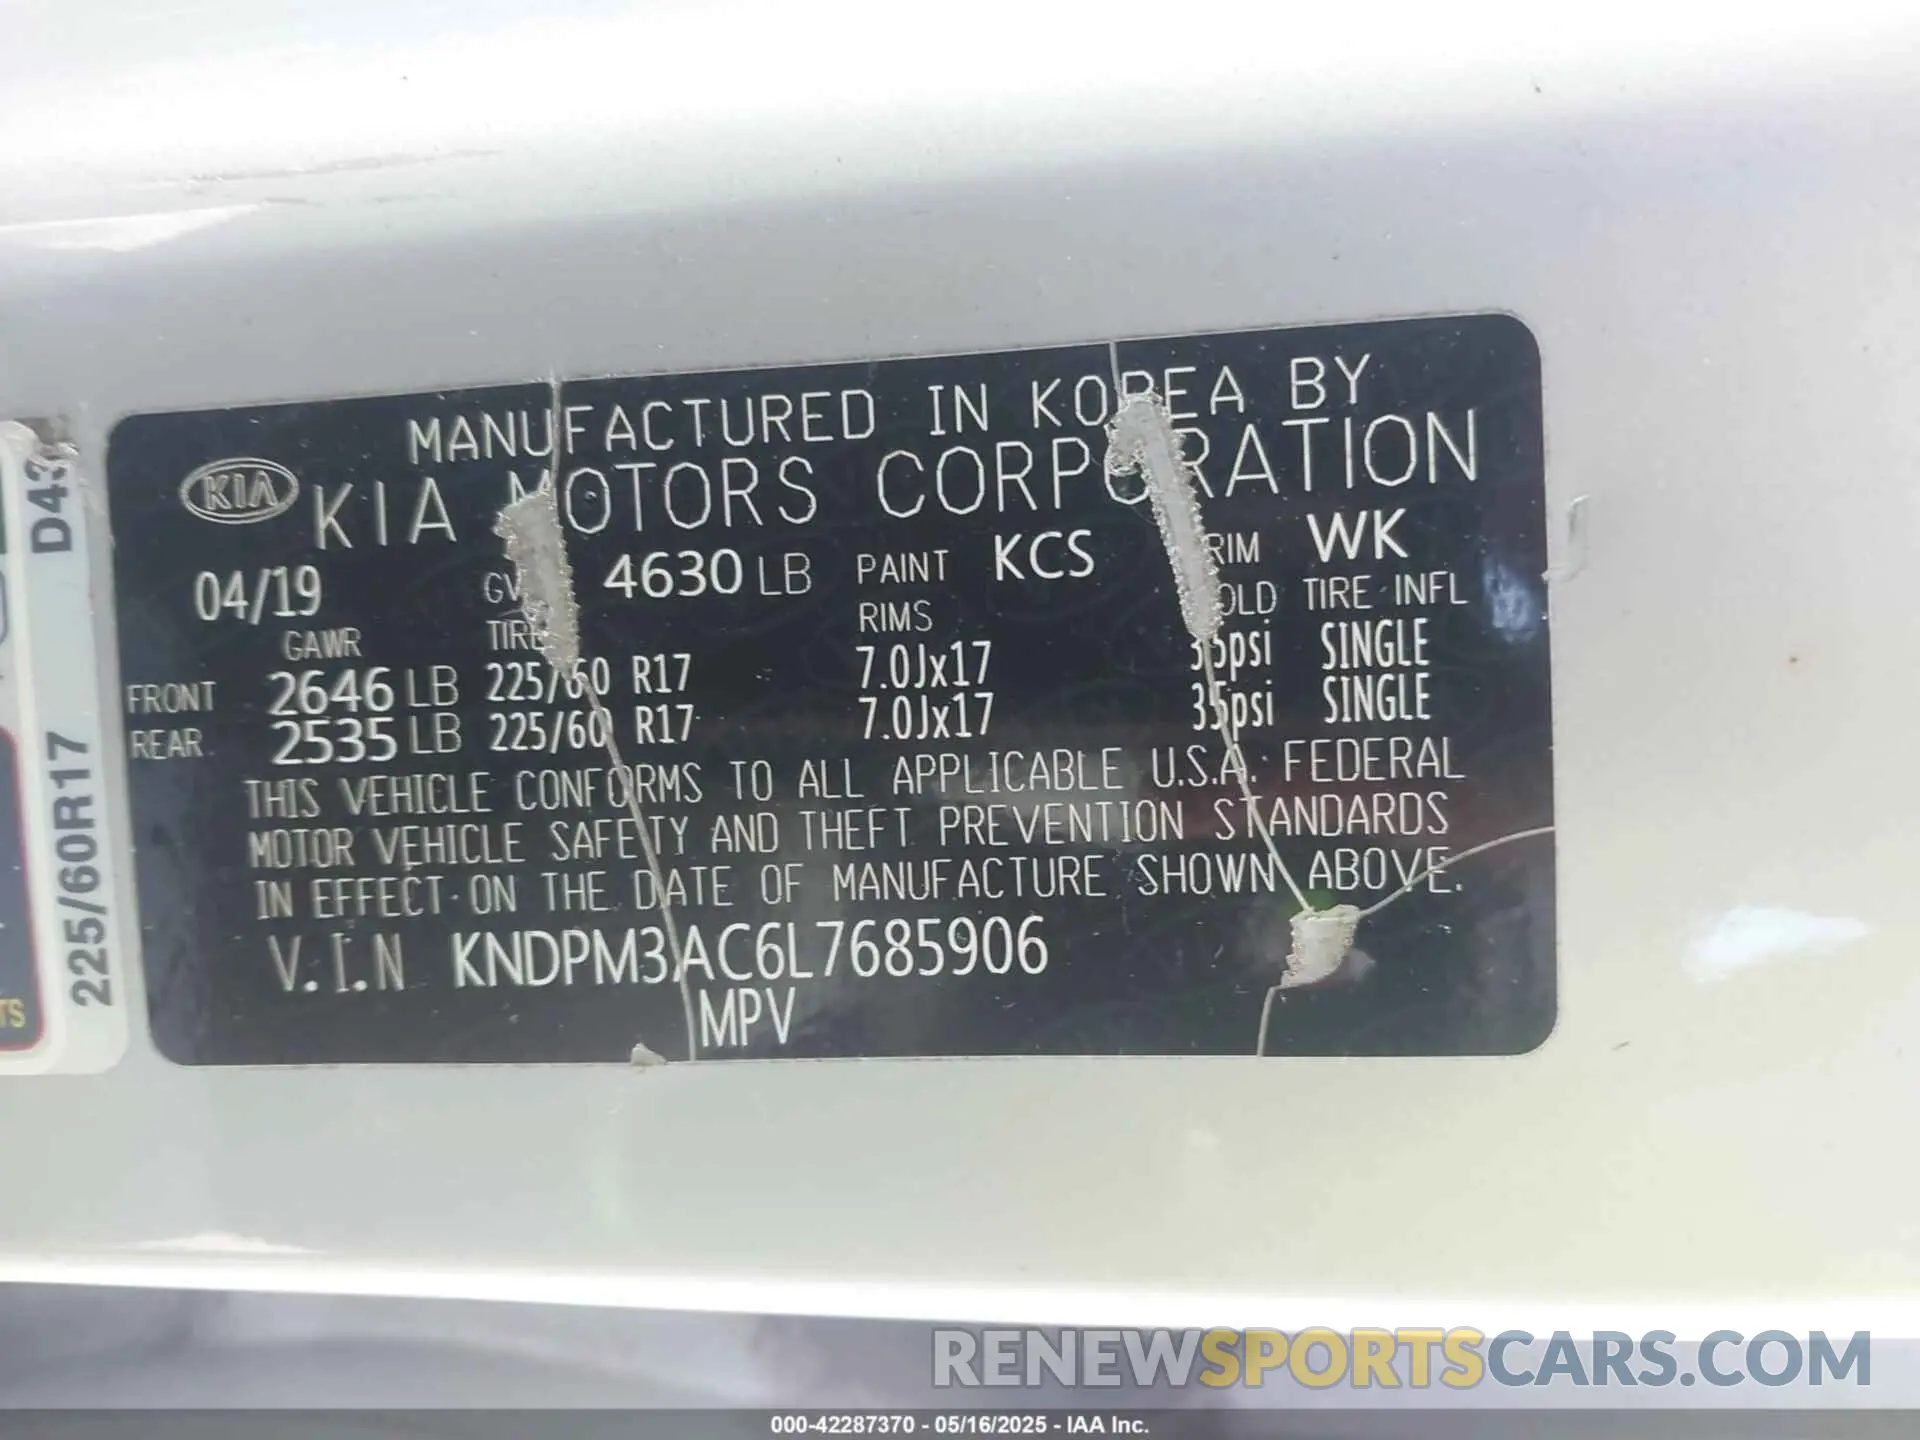 MANUFACTURED IN KOREA BY
KIA KIA MOTORS CORPORATION
04/19 4630 LB PAINT KCS TRIM WK
GAWR TIRE RIMS COLD TIRE INFL
FRONT 2646 LB 225/60 R17 7.0Jx17 35psi SINGLE
REAR 2535 LB 225/60 R17 7.0Jx17 35psi SINGLE
THIS VEHICLE CONFORMS TO ALL APPLICABLE U.S.A. FEDERAL
MOTOR VEHICLE SAFETY AND THEFT PREVENTION STANDARDS
IN EFFECT ON THE DATE OF MANUFACTURE SHOWN ABOVE.
V.I.N KNDPM3AC6L7685906
MPV
225/60R17 D43
TS
RENEWSPORTSCARS.COM
000-42287370 - 05/16/2025 - IAA Inc.